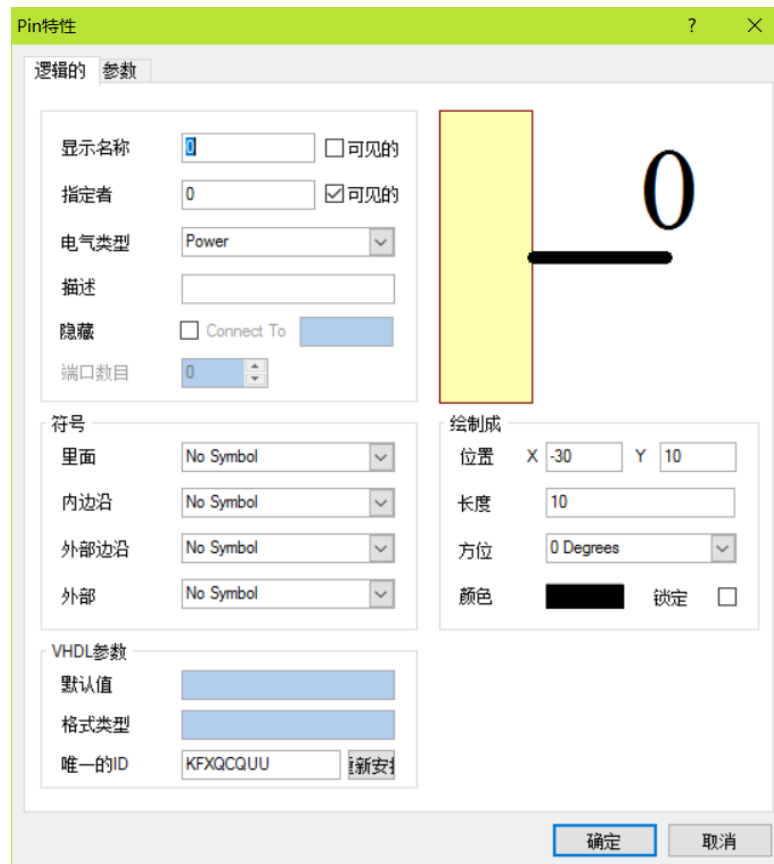 Pin特性
?
逻辑的 参数
显示名称 0 可见的
指定者 0 可见的
电气类型 Power
描述
隐藏 Connect To
端口数目 0
0
符号
里面 No Symbol
内边沿 No Symbol
外部边沿 No Symbol
外部 No Symbol
绘制成
位置 X -30 Y 10
长度 10
方位 0 Degrees
颜色 锁定
VHDL参数
默认值
格式类型
唯一的ID KFXQCQUU 新安
确定 取消